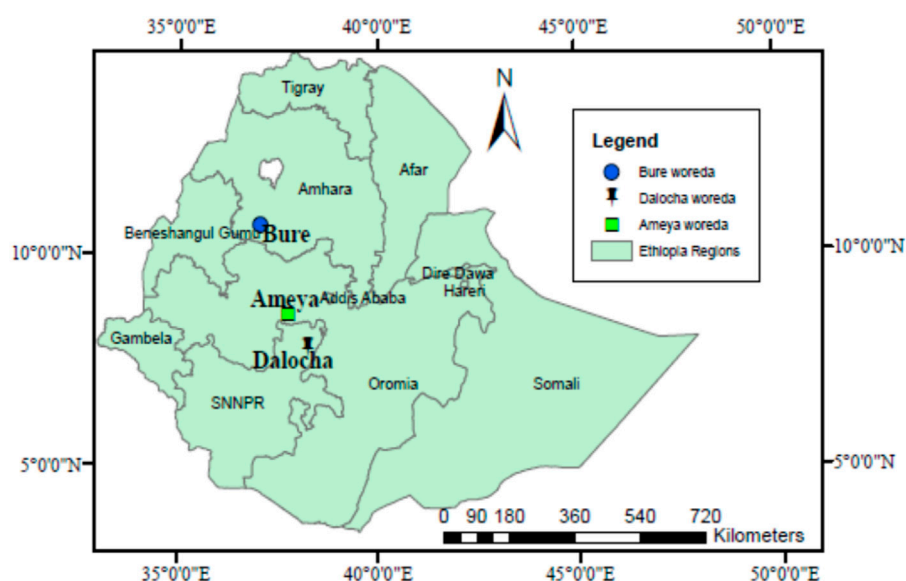 35°0'0"E 40°0'0"E 45°0'0"E 50°0'0"E
N
Tigray
Legend
Bure woreda
Dalocha woreda
Ameya woreda
Ethiopia Regions
Afar
Amhara
Beneshangul Gumu
Bure
10°0'0"N 10°0'0"N
Dire Dawa
Hareri
Ameya
Addis Ababa
Gambela
Dalocha
Oromia
Somali
SNNPR
5°0'0"N 5°0'0"N
0 90 180 360 540 720
Kilometers
35°0'0"E 40°0'0"E 45°0'0"E 50°0'0"E